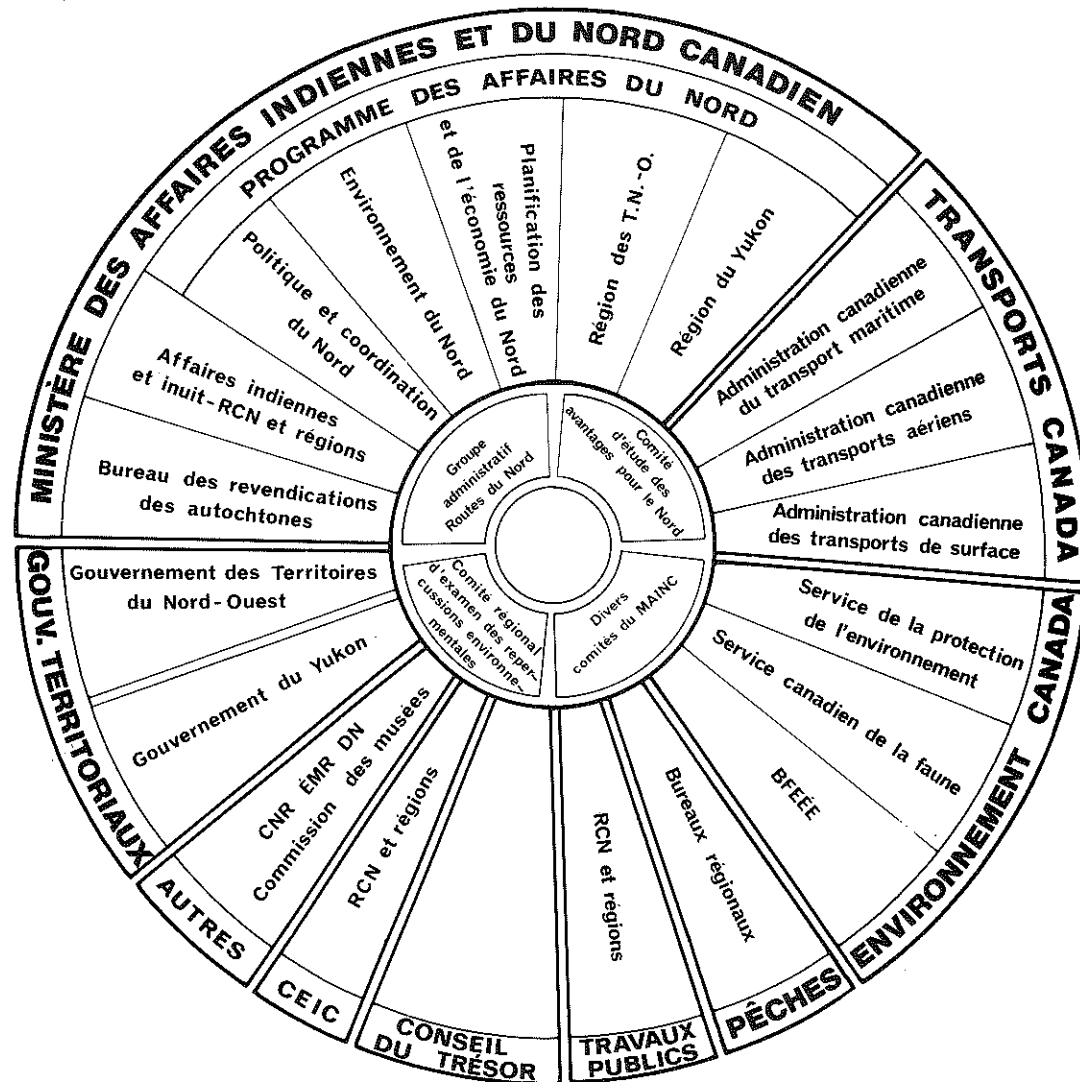 MINISTÈRE DES AFFAIRES INDIENNES ET DU NORD CANADIEN
PROGRAMME DES AFFAIRES DU NORD
Bureau des revendications
des autochtones
Affaires indiennes
et inuit-RCN et régions
Politique et coordination
du Nord
Environnement du Nord
Planification des
ressources
et de l'économie du Nord
Région des T.N.-O.
Région du Yukon
TRANSPORTS CANADA
Administration canadienne
du transport maritime
Administration canadienne
des transports aériens
Administration canadienne
des transports de surface
ENVIRONNEMENT CANADA
Service de la protection
de l'environnement
Service canadien de la faune
BFEÉE
PÊCHES
Bureaux régionaux
TRAVAUX
PUBLICS
RCN et régions
CONSEIL
DU TRÉSOR
CEIC
RCN et régions
AUTRES
CNR ÉMR DN
Commission des musées
GOUV. TERRITORIAUX
Gouvernement du Yukon
Gouvernement des Territoires
du Nord-Ouest
Groupe
administratif
Routes du Nord
Comité
d'étude des
avantages pour le Nord
Divers
comités du MAINC
Comité régional
d'examen des reper-
cussions environne-
mentales